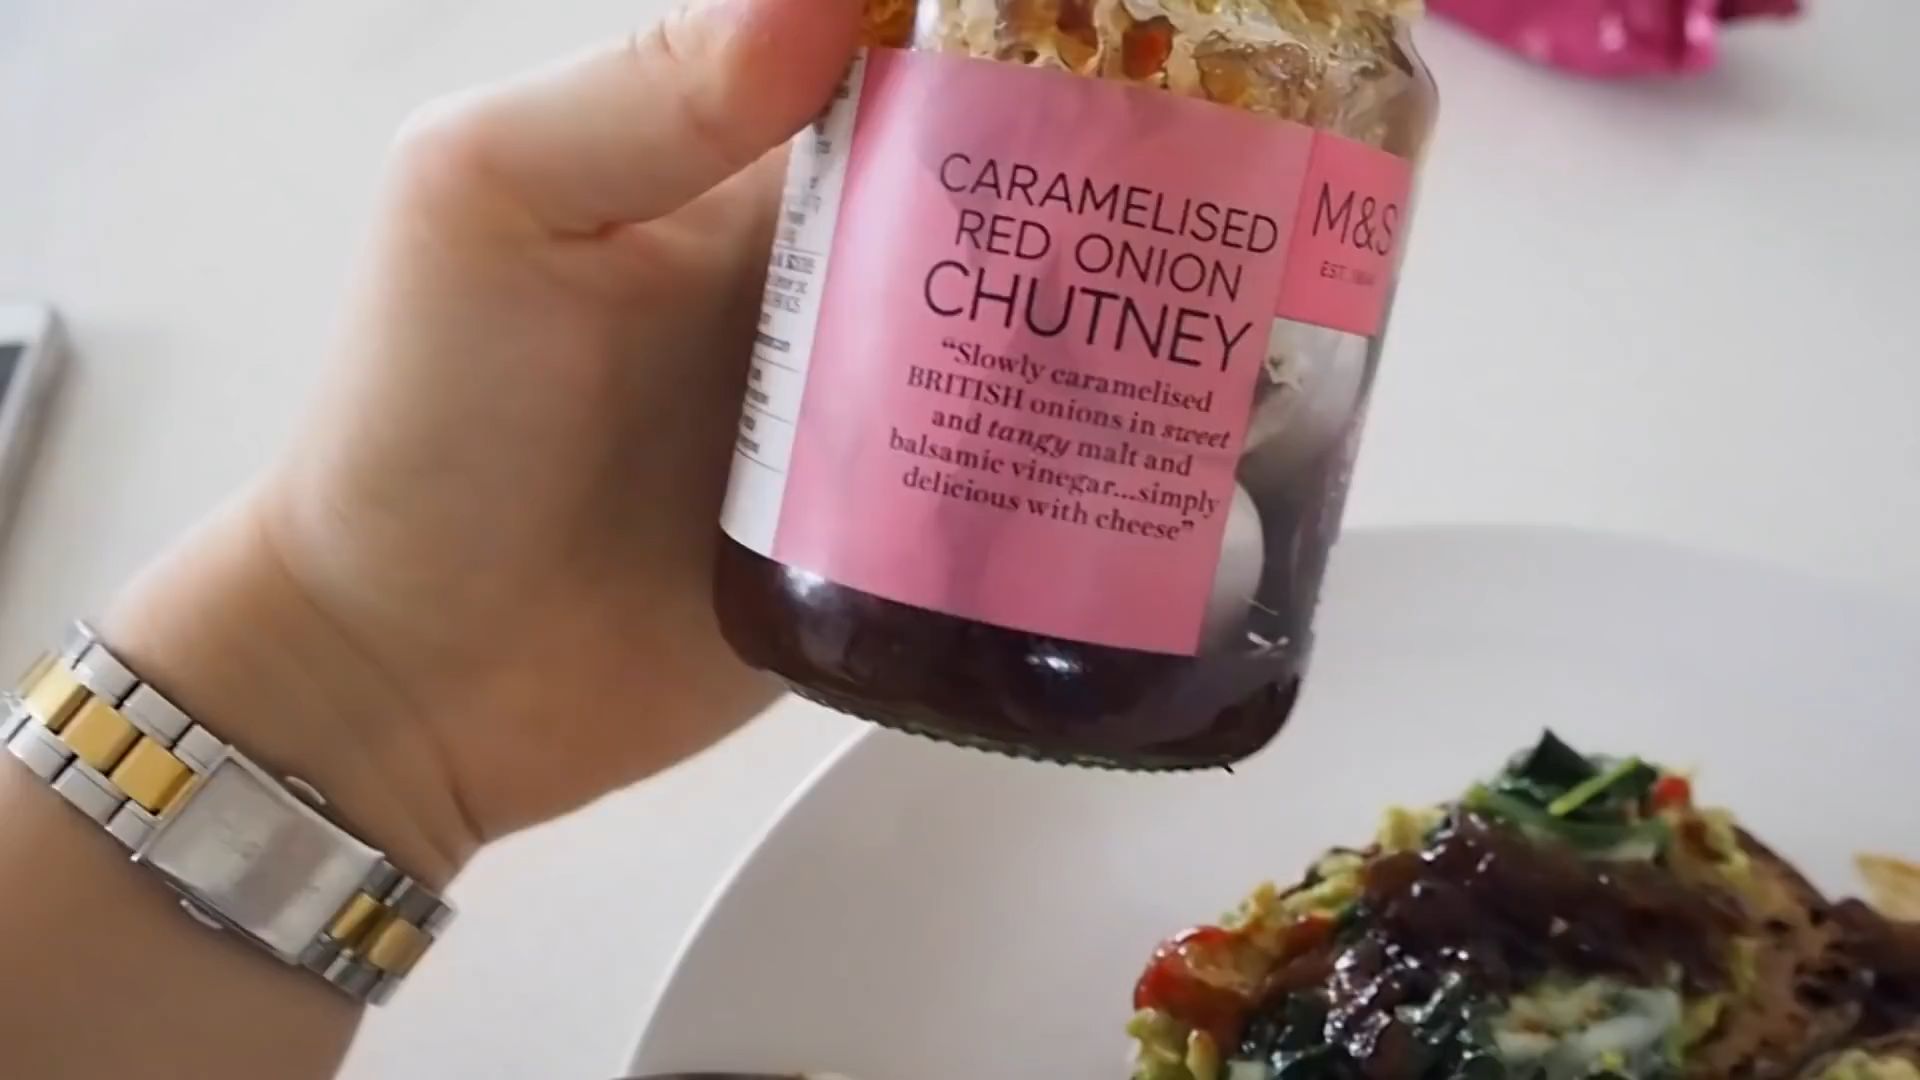 CARAMELISED
RED ONION
CHUTNEY
“Slowly caramelised
BRITISH onions in sweet
and tangy malt and
balsamic vinegar...simply
delicious with cheese”
M&S
EST.